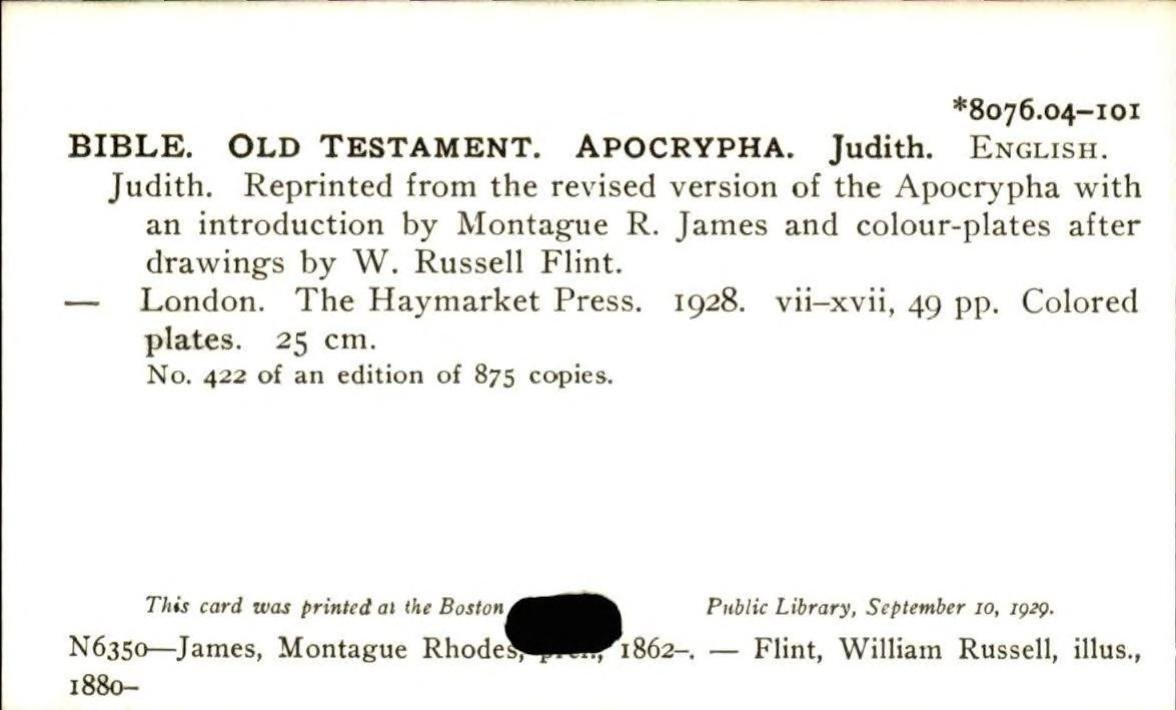 *8076.04–101
BIBLE. OLD TESTAMENT. APOCRYPHA. Judith. ENGLISH.
Judith. Reprinted from the revised version of the Apocrypha with
an introduction by Montague R. James and colour-plates after
drawings by W. Russell Flint.
— London. The Haymarket Press. 1928. vii–xvii, 49 pp. Colored
plates. 25 cm.
No. 422 of an edition of 875 copies.
This card was printed at the Boston Public Library, September 10, 1929.
N6350—James, Montague Rhodes, 1862–. — Flint, William Russell, illus.,
1880–